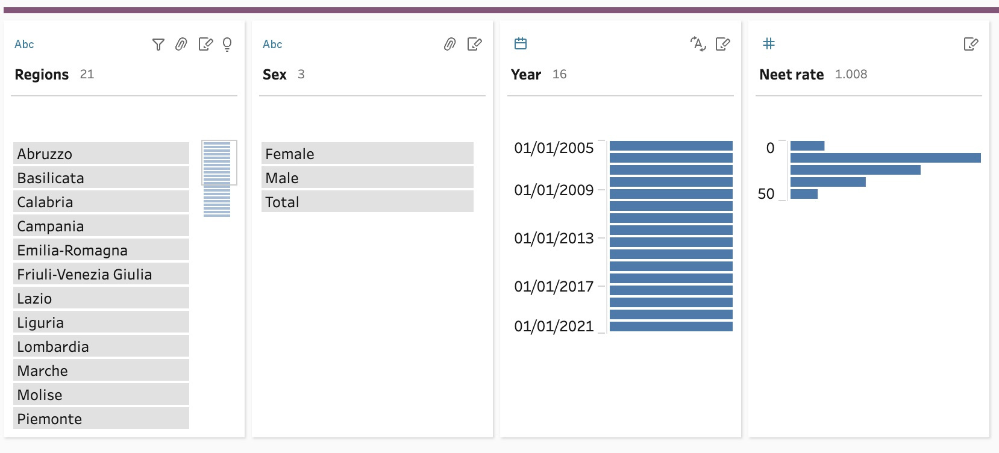 Abc
Regions 21
Abruzzo
Basilicata
Calabria
Campania
Emilia-Romagna
Friuli-Venezia Giulia
Lazio
Liguria
Lombardia
Marche
Molise
Piemonte
Abc
Sex 3
Female
Male
Total
Year 16
01/01/2005
01/01/2009
01/01/2013
01/01/2017
01/01/2021
#
Neet rate 1.008
0
50